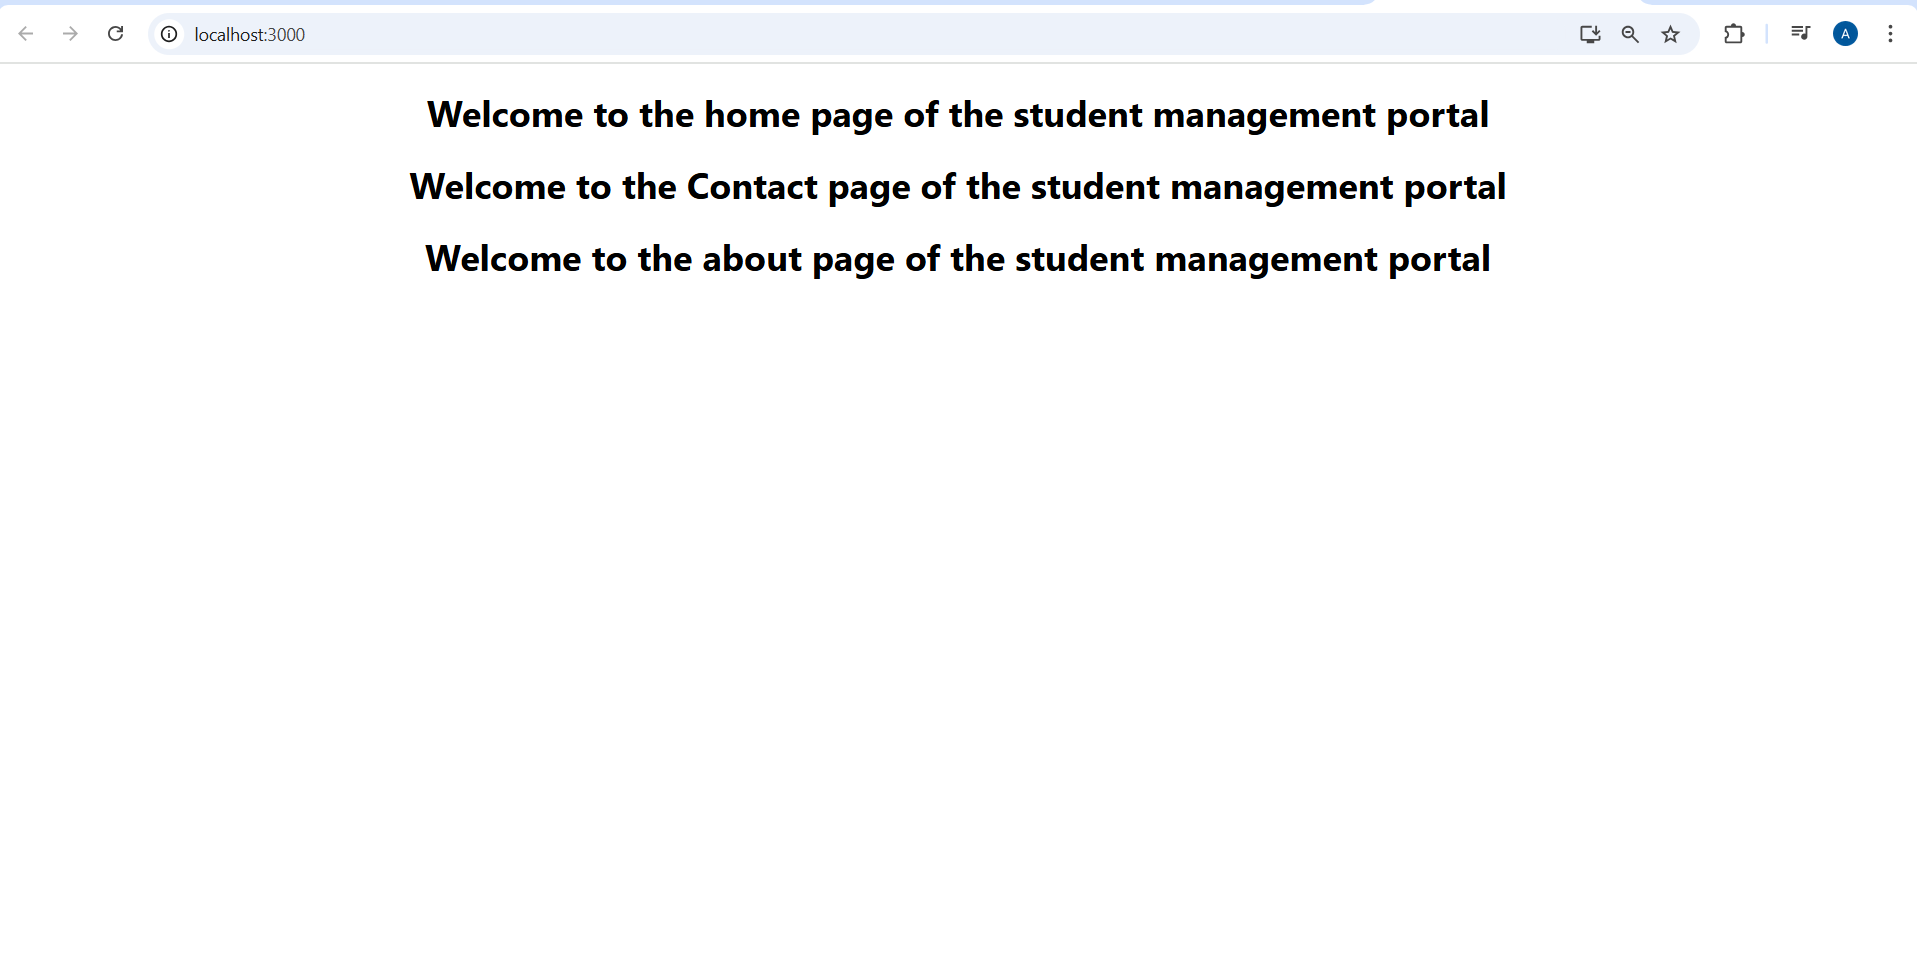 localhost:3000
A
Welcome to the home page of the student management portal
Welcome to the Contact page of the student management portal
Welcome to the about page of the student management portal